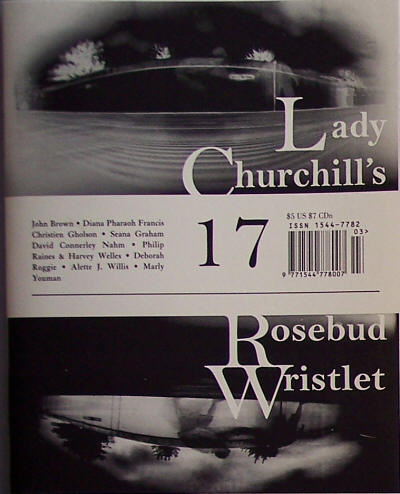 Lady
Churchill's
John Brown • Diana Pharaoh Francis
Christien Gholson • Seana Graham
David Connerley Nahm • Philip
Raines & Harvey Welles • Deborah
Roggie • Alette J. Willis • Marly
Youman
17
$5 US $7 CDn
ISSN 1544-7782
03>
9 771544 778007
Rosebud
Wristlet